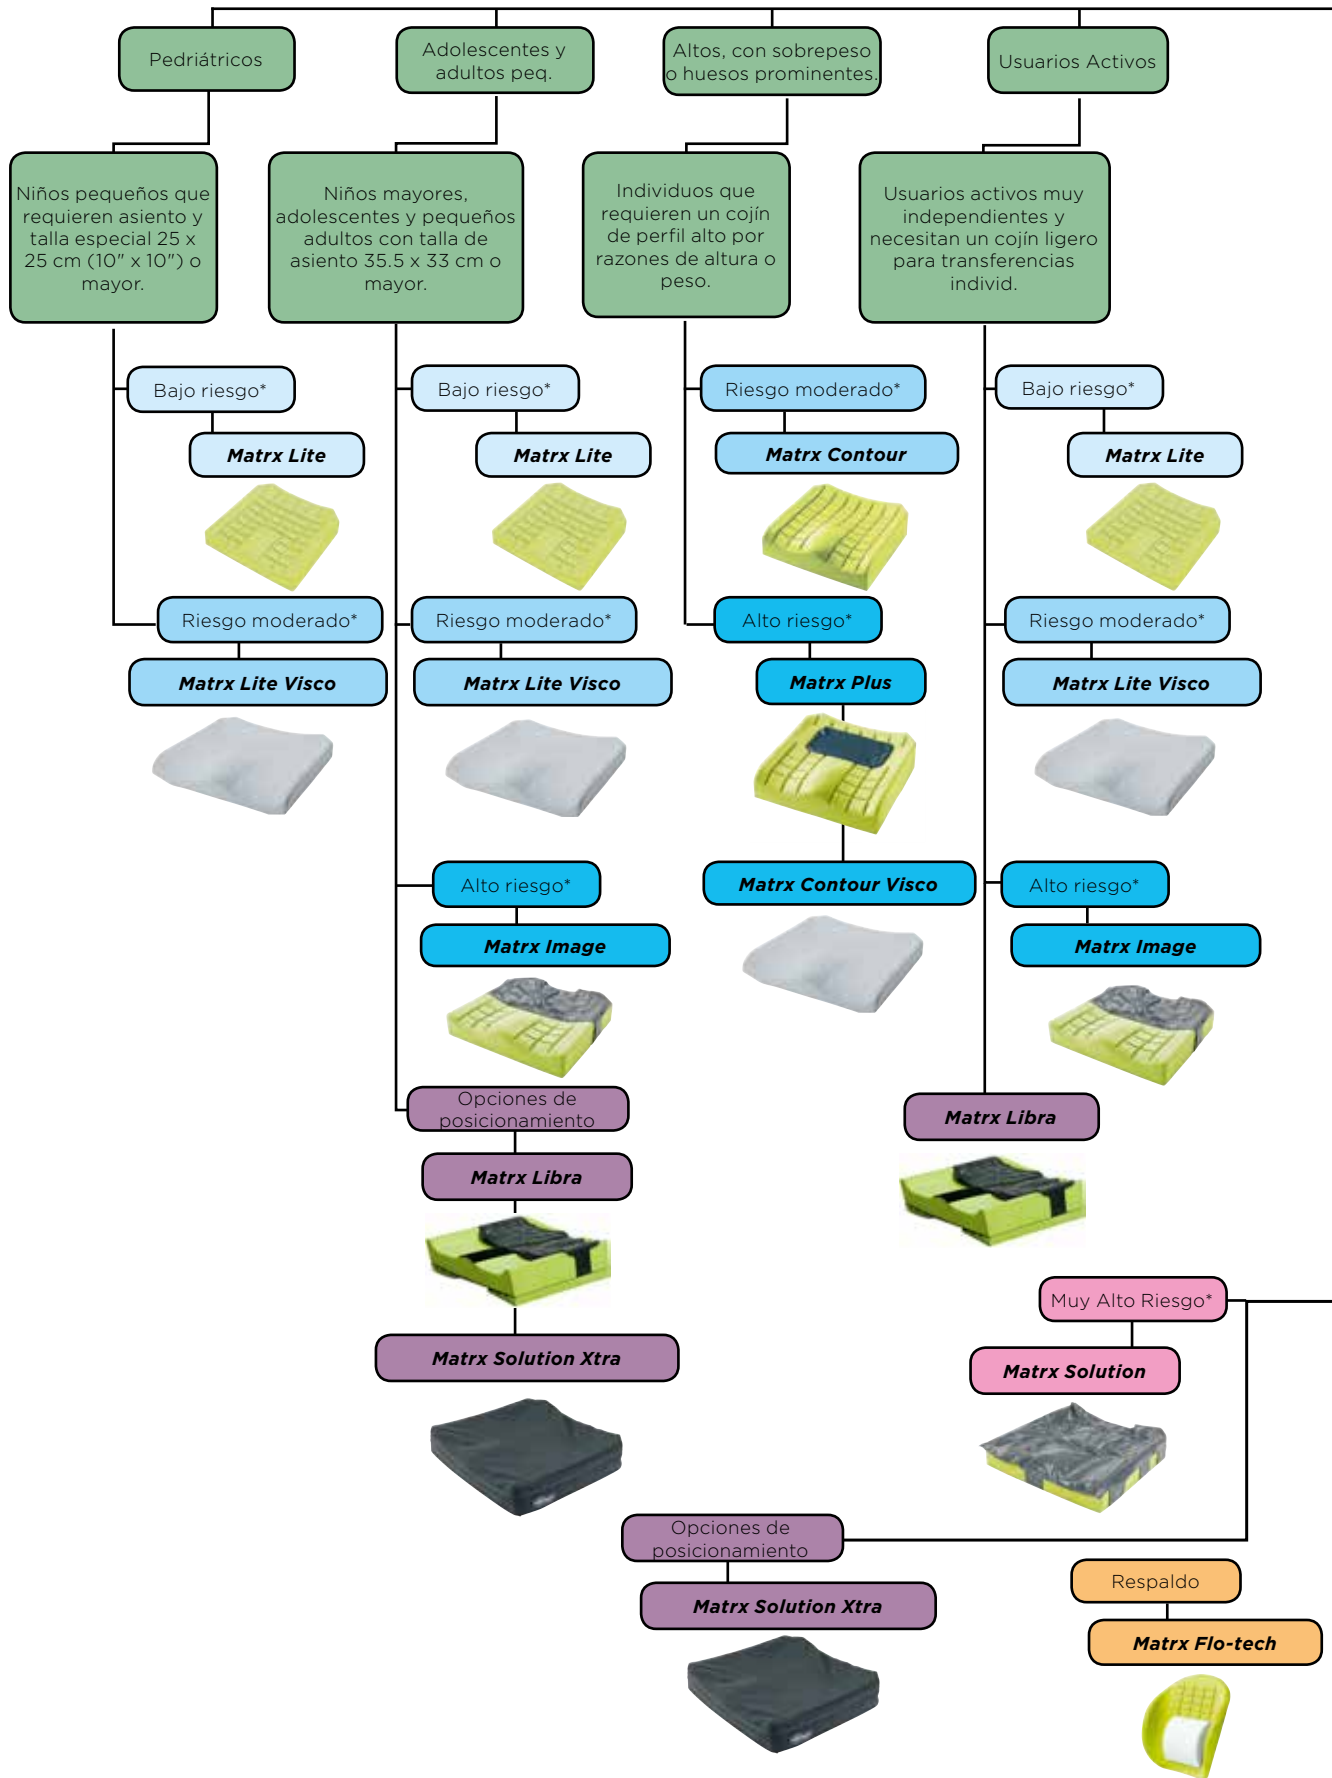 Pedriátricos
Adolescentes y
adultos peq.
Altos, con sobrepeso
o huesos prominentes.
Usuarios Activos
Niños pequeños que
requieren asiento y
talla especial 25 x
25 cm (10" x 10") o
mayor.
Niños mayores,
adolescentes y pequeños
adultos con talla de
asiento 35.5 x 33 cm o
mayor.
Individuos que
requieren un cojín
de perfil alto por
razones de altura o
peso.
Usuarios activos muy
independientes y
necesitan un cojín ligero
para transferencias
individ.
Bajo riesgo*
Bajo riesgo*
Riesgo moderado*
Bajo riesgo*
Matrx Lite
Matrx Lite
Matrx Contour
Matrx Lite
Riesgo moderado*
Riesgo moderado*
Alto riesgo*
Riesgo moderado*
Matrx Lite Visco
Matrx Lite Visco
Matrx Plus
Matrx Lite Visco
Alto riesgo*
Matrx Contour Visco
Alto riesgo*
Matrx Image
Matrx Image
Opciones de
posicionamiento
Matrx Libra
Matrx Libra
Muy Alto Riesgo*
Matrx Solution Xtra
Matrx Solution
Opciones de
posicionamiento
Respaldo
Matrx Solution Xtra
Matrx Flo-tech